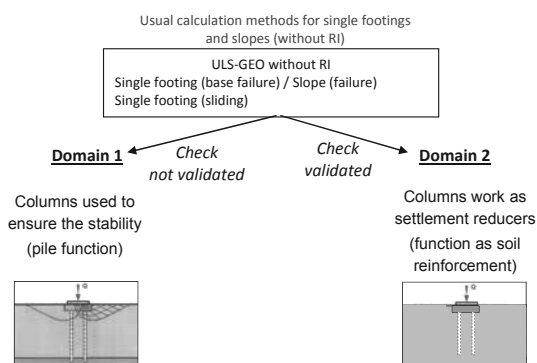 Usual calculation methods for single footings
and slopes (without RI)
ULS-GEO without RI
Single footing (base failure) / Slope (failure)
Single footing (sliding)
Domain 1
Check
not validated
Check
validated
Domain 2
Columns used to
ensure the stability
(pile function)
Columns work as
settlement reducers
(function as soil
reinforcement)
Q
Q